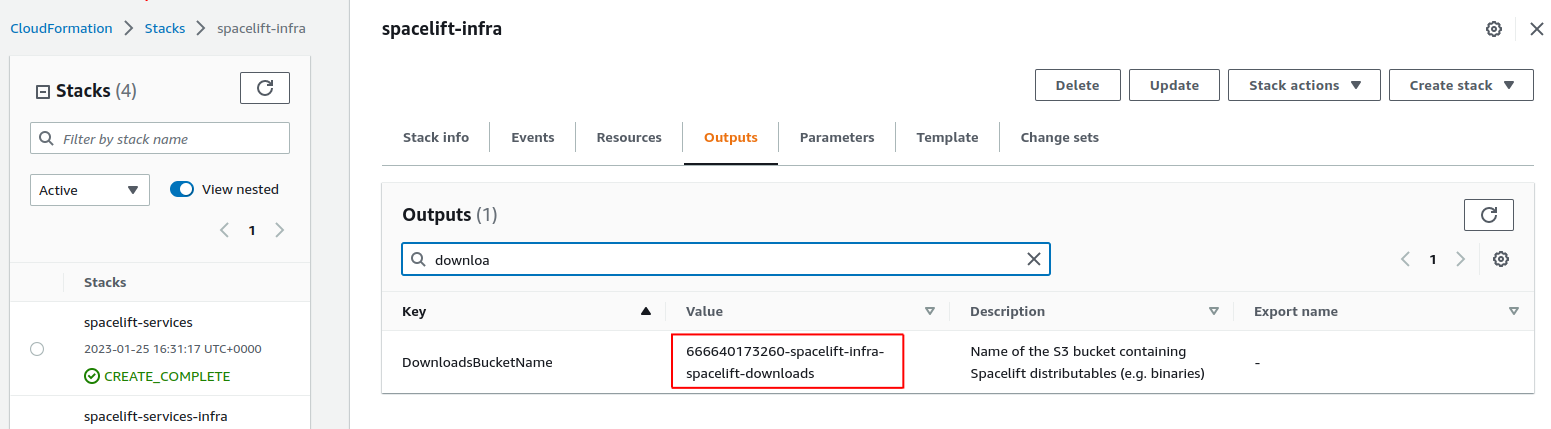 CloudFormation > Stacks > spacelift-infra
Stacks (4)
Filter by stack name
Active
View nested
1
Stacks
spacelift-services
2023-01-25 16:31:17 UTC+0000
CREATE_COMPLETE
spacelift-services-infra
spacelift-infra
Delete
Update
Stack actions
Create stack
Stack info
Events
Resources
Outputs
Parameters
Template
Change sets
Outputs (1)
downloa
1
Key
Value
Description
Export name
DownloadsBucketName
666640173260-spacelift-infra-
spacelift-downloads
Name of the S3 bucket containing
Spacelift distributables (e.g. binaries)
-